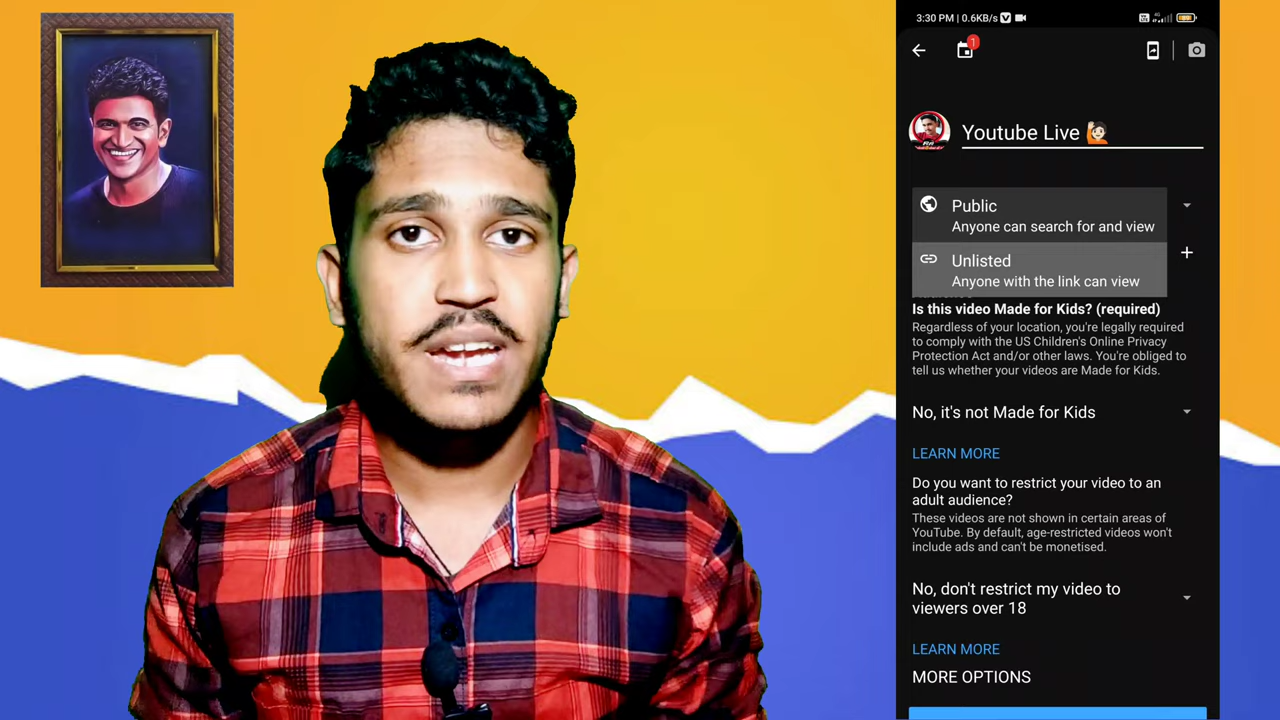 3:30 PM | 0.6KB/s
1
Youtube Live 🙋🏻
Public
Anyone can search for and view
Unlisted
Anyone with the link can view
Is this video Made for Kids? (required)
Regardless of your location, you're legally required
to comply with the US Children's Online Privacy
Protection Act and/or other laws. You're obliged to
tell us whether your videos are Made for Kids.
No, it's not Made for Kids
LEARN MORE
Do you want to restrict your video to an
adult audience?
These videos are not shown in certain areas of
YouTube. By default, age-restricted videos won't
include ads and can't be monetised.
No, don't restrict my video to
viewers over 18
LEARN MORE
MORE OPTIONS